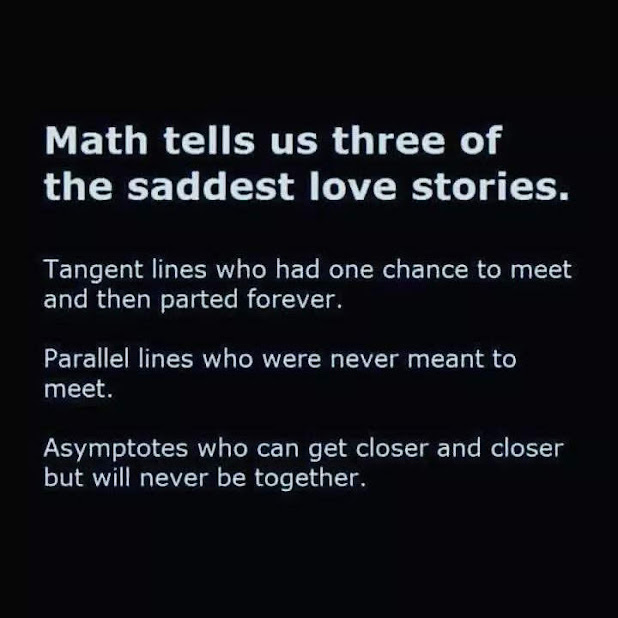 Math tells us three of
the saddest love stories.
Tangent lines who had one chance to meet
and then parted forever.
Parallel lines who were never meant to
meet.
Asymptotes who can get closer and closer
but will never be together.